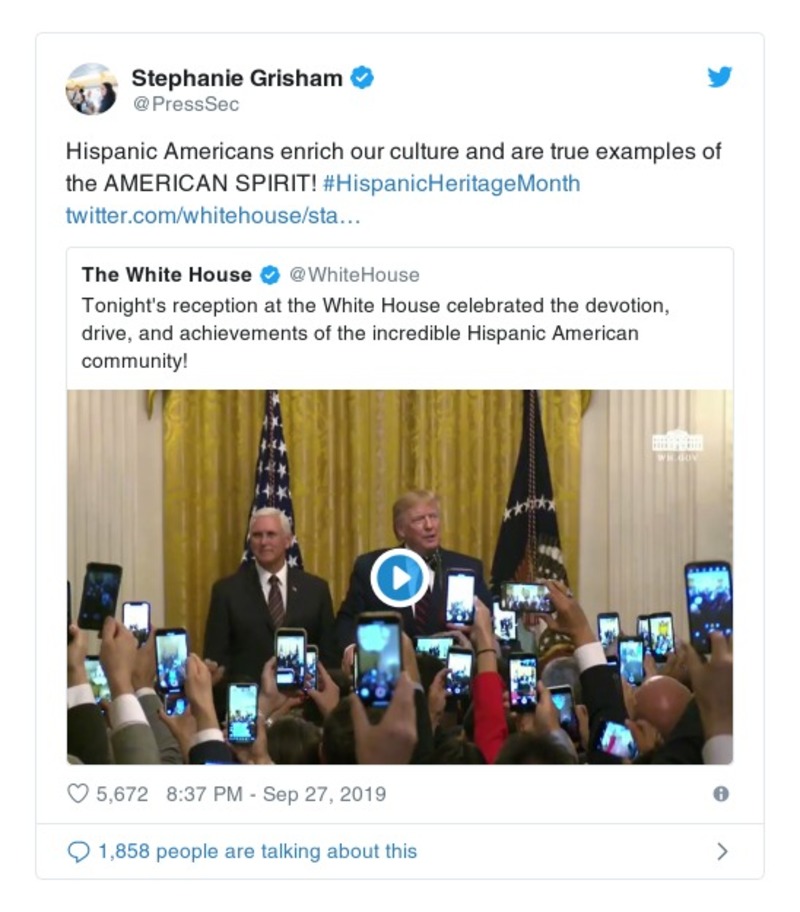 Stephanie Grisham
@PressSec
Hispanic Americans enrich our culture and are true examples of
the AMERICAN SPIRIT! #HispanicHeritageMonth
twitter.com/whitehouse/sta…
The White House @WhiteHouse
Tonight's reception at the White House celebrated the devotion,
drive, and achievements of the incredible Hispanic American
community!
WH.GOV
5,672 8:37 PM - Sep 27, 2019
1,858 people are talking about this